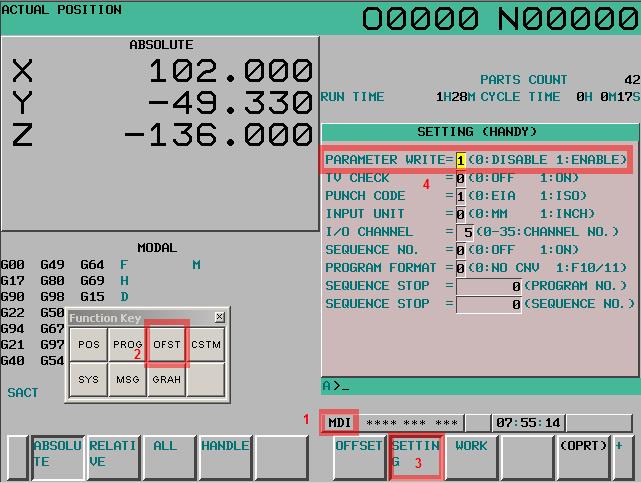 ACTUAL POSITION
O0000 N00000
ABSOLUTE
X 102.000
Y -49.330
Z -136.000
PARTS COUNT 42
RUN TIME 1H28M CYCLE TIME 0H 0M17S
SETTING (HANDY)
PARAMETER WRITE=1(0:DISABLE 1:ENABLE)
4
TV CHECK =0(0:OFF 1:ON)
PUNCH CODE =1(0:EIA 1:ISO)
INPUT UNIT =0(0:MM 1:INCH)
I/O CHANNEL = 5(0-35:CHANNEL NO.)
SEQUENCE NO. =0(0:OFF 1:ON)
PROGRAM FORMAT =0(0:NO CNV 1:F10/11)
SEQUENCE STOP = 0(PROGRAM NO.)
SEQUENCE STOP = 0(SEQUENCE NO.)
MODAL
G00 G49 G64 F M
G17 G80 G69 H
G90 G98 G15 D
G22 G50
G94 G67
G21 G97
G40 G54
SACT
Function Key
POS PROG OFST CSTM
2
SYS MSG GRAH
A>_
1
MDI **** *** *** 07:55:14
ABSOLUTE RELATIVE ALL HANDLE
OFFSET SETTING WORK (OPRT) +
3